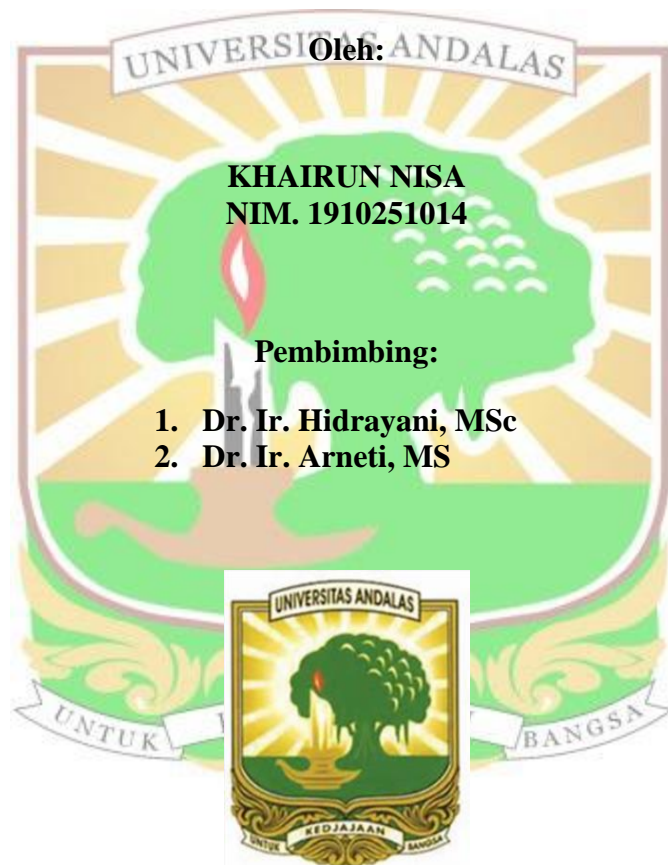 UNIVERSITAS ANDALAS
Oleh:
KHAIRUN NISA
NIM. 1910251014
Pembimbing:
1. Dr. Ir. Hidrayani, MSc
2. Dr. Ir. Arneti, MS
UNIVERSITAS ANDALAS
UNTUK BANGSA
UNTUK KEDJAJAAN BANGSA